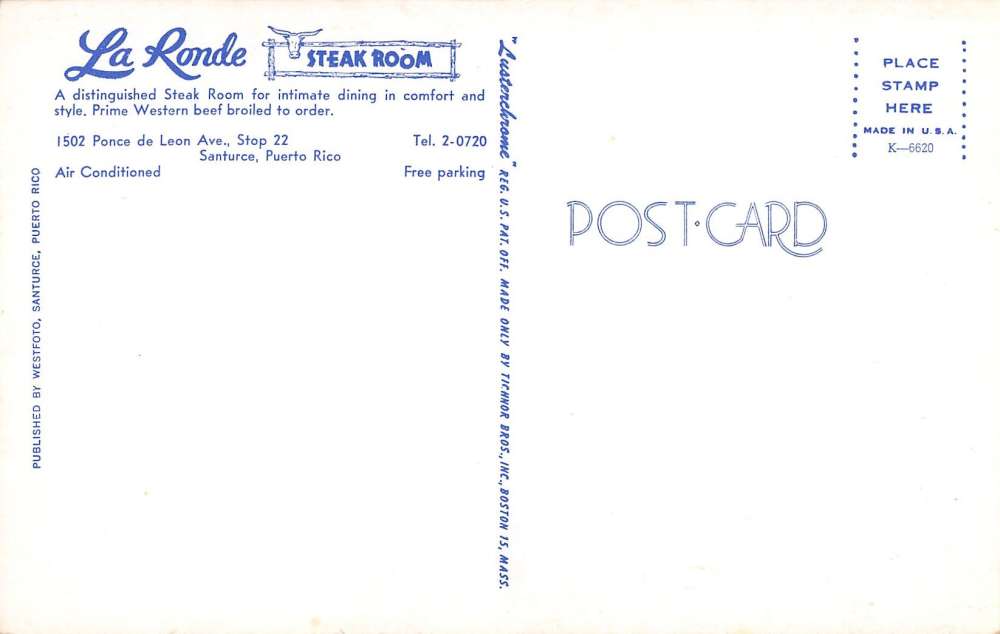 La Ronde STEAK ROOM
A distinguished Steak Room for intimate dining in comfort and
style. Prime Western beef broiled to order.
1502 Ponce de Leon Ave., Stop 22 Tel. 2-0720
Santurce, Puerto Rico
Air Conditioned Free parking
PUBLISHED BY WESTFOTO, SANTURCE, PUERTO RICO
"Lusterchrome" REG. U.S. PAT. OFF. MADE ONLY BY TICHNOR BROS., INC., BOSTON 15, MASS.
PLACE
STAMP
HERE
MADE IN U.S.A.
K—6620
POST·CARD